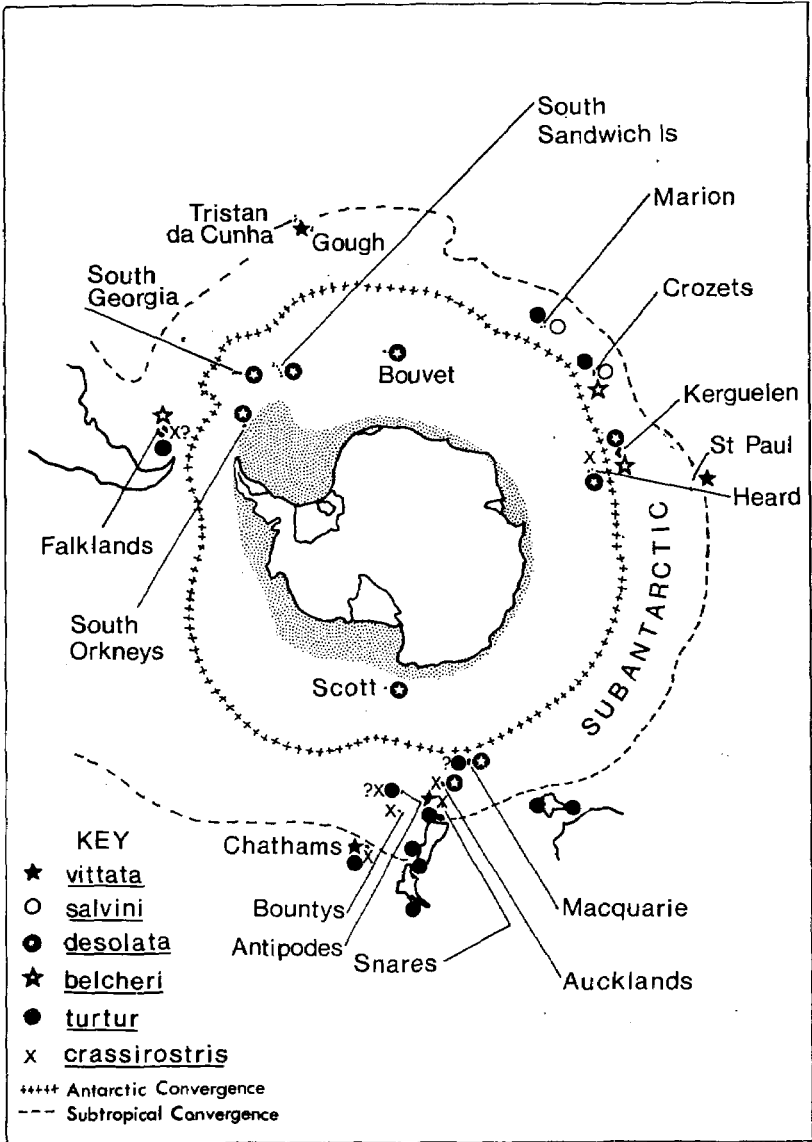 South
Sandwich Is
Marion
Tristan
da Cunha
Gough
South
Georgia
Crozets
Bouvet
Kerguelen
St Paul
Heard
x?
x
Falklands
South
Orkneys
SUBANTARCTIC
Scott
?
?x
x
x
x
x
Chathams
KEY
vittata
salvini
desolata
belcheri
turtur
x crassirostris
+++++ Antarctic Convergence
--- Subtropical Convergence
Bountys
Antipodes
Snares
Macquarie
Aucklands